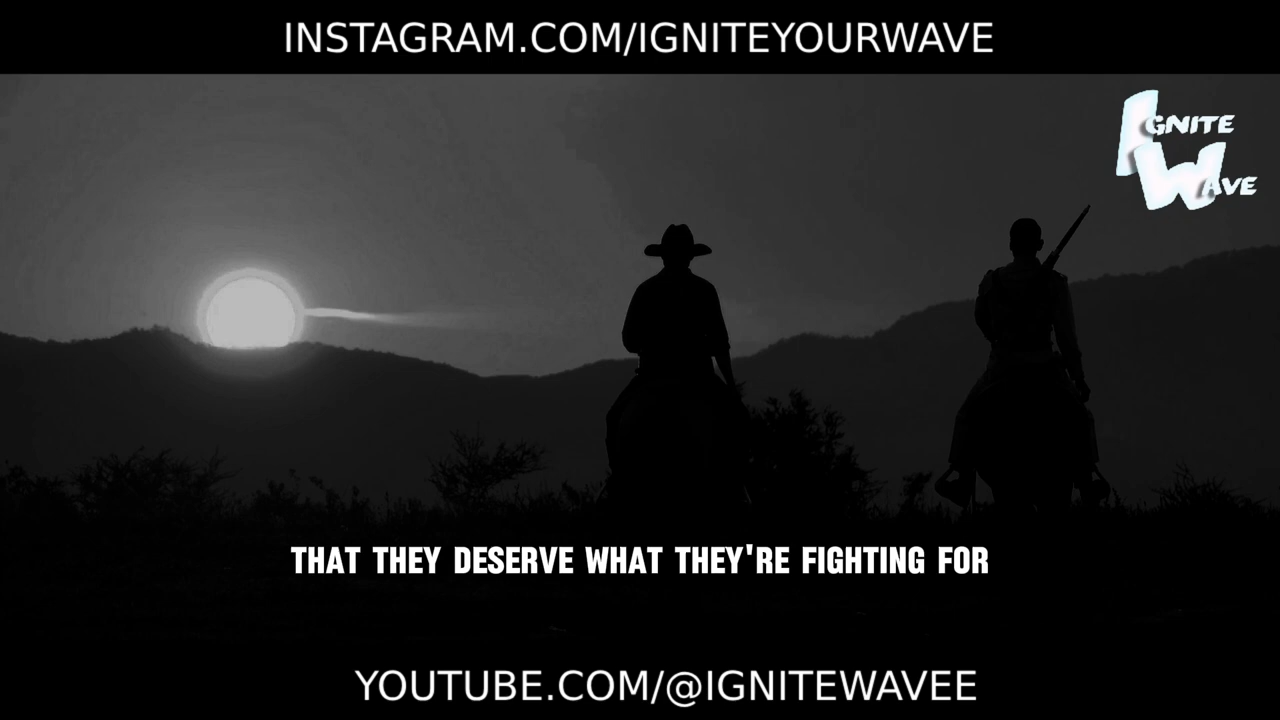 INSTAGRAM.COM/IGNITEYOURWAVE
IGNITE
WAVE
THAT THEY DESERVE WHAT THEY'RE FIGHTING FOR
YOUTUBE.COM/@IGNITEWAVEE